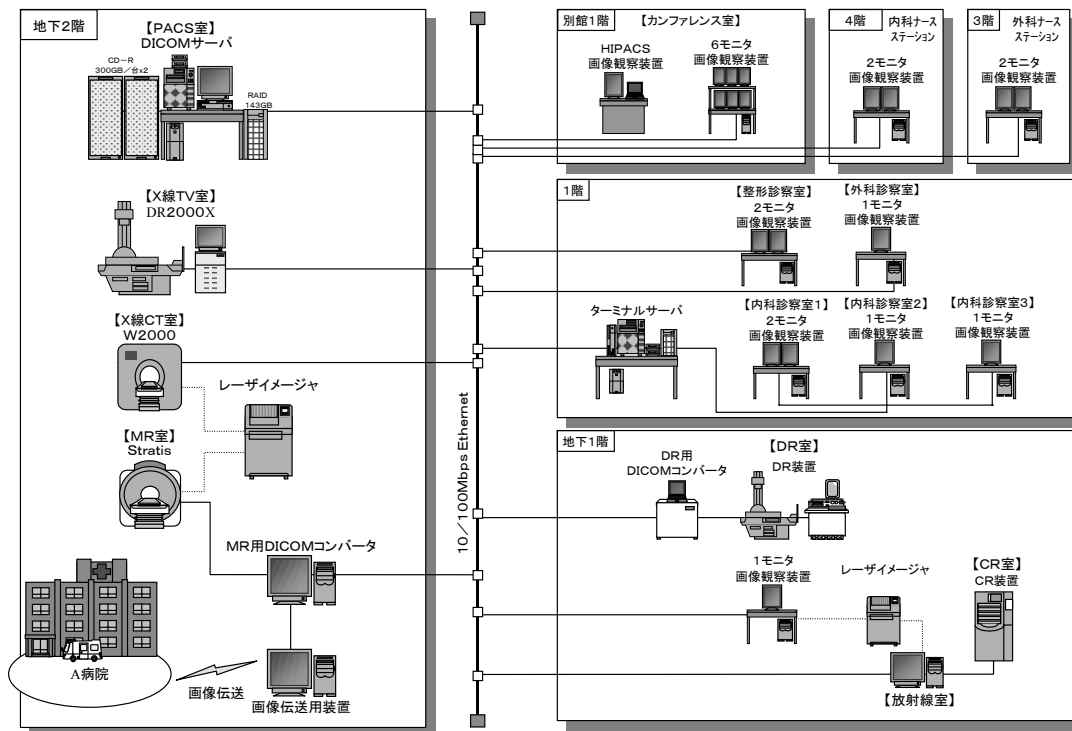 地下2階
【PACS室】
DICOMサーバ
CD-R
300GB/台x2
RAID
143GB
【X線TV室】
DR2000X
【X線CT室】
W2000
レーザイメージャ
【MR室】
Stratis
MR用DICOMコンバータ
A病院
画像伝送
画像伝送用装置
10/100Mbps Ethernet
別館1階
【カンファレンス室】
HIPACS
画像観察装置
6モニタ
画像観察装置
4階
内科ナース
ステーション
2モニタ
画像観察装置
3階
外科ナース
ステーション
2モニタ
画像観察装置
1階
【整形診察室】
2モニタ
画像観察装置
【外科診察室】
1モニタ
画像観察装置
ターミナルサーバ
【内科診察室1】
2モニタ
画像観察装置
【内科診察室2】
1モニタ
画像観察装置
【内科診察室3】
1モニタ
画像観察装置
地下1階
DR用
DICOMコンバータ
【DR室】
DR装置
1モニタ
画像観察装置
レーザイメージャ
【CR室】
CR装置
【放射線室】